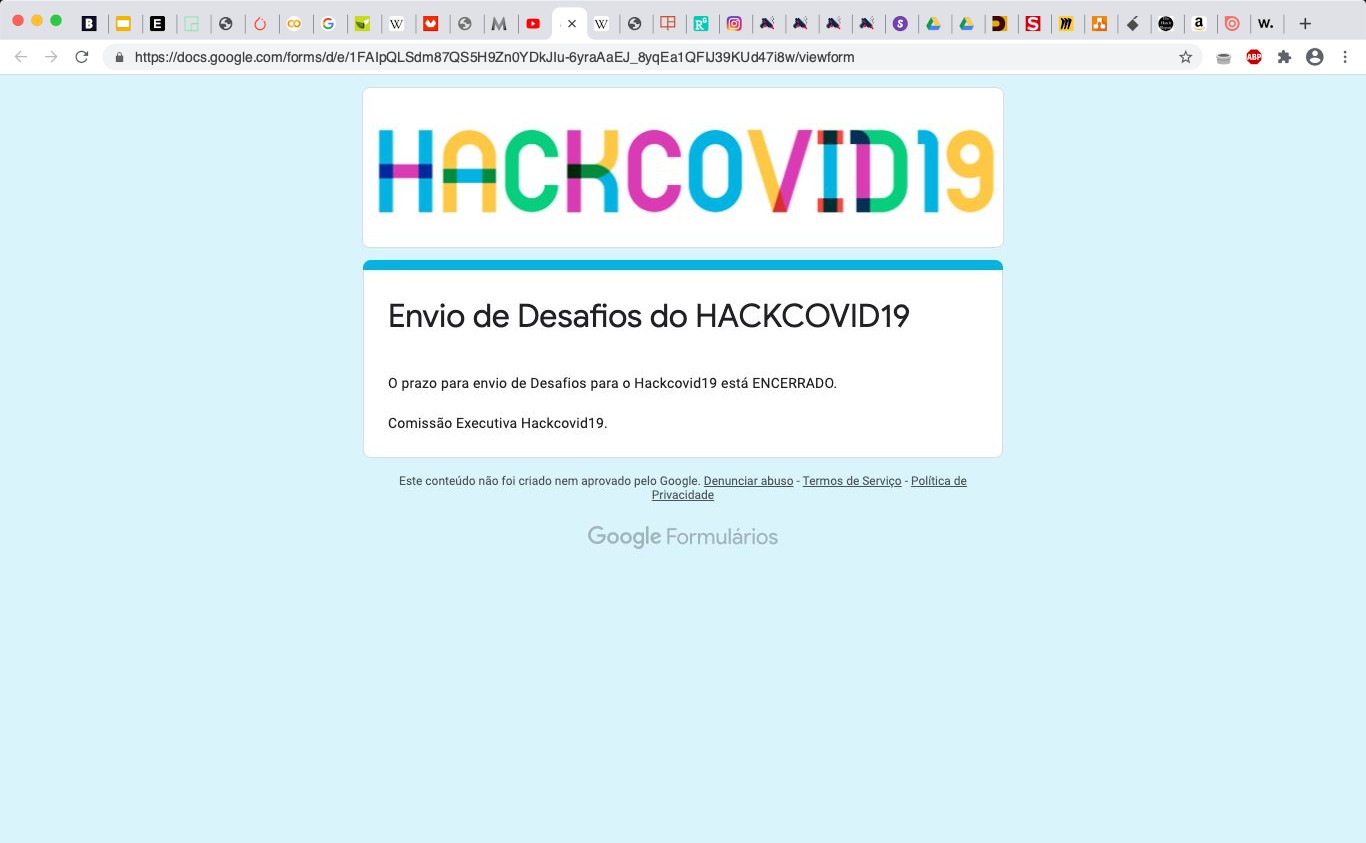 https://docs.google.com/forms/d/e/1FAIpQLSdm87QS5H9Zn0YDkJIu-6yraAaEJ_8yqEa1QFIJ39KUd47i8w/viewform
HACKCOVID19
Envio de Desafios do HACKCOVID19
O prazo para envio de Desafios para o Hackcovid19 está ENCERRADO.
Comissão Executiva Hackcovid19.
Este conteúdo não foi criado nem aprovado pelo Google. Denunciar abuso - Termos de Serviço - Política de
Privacidade
Google Formulários